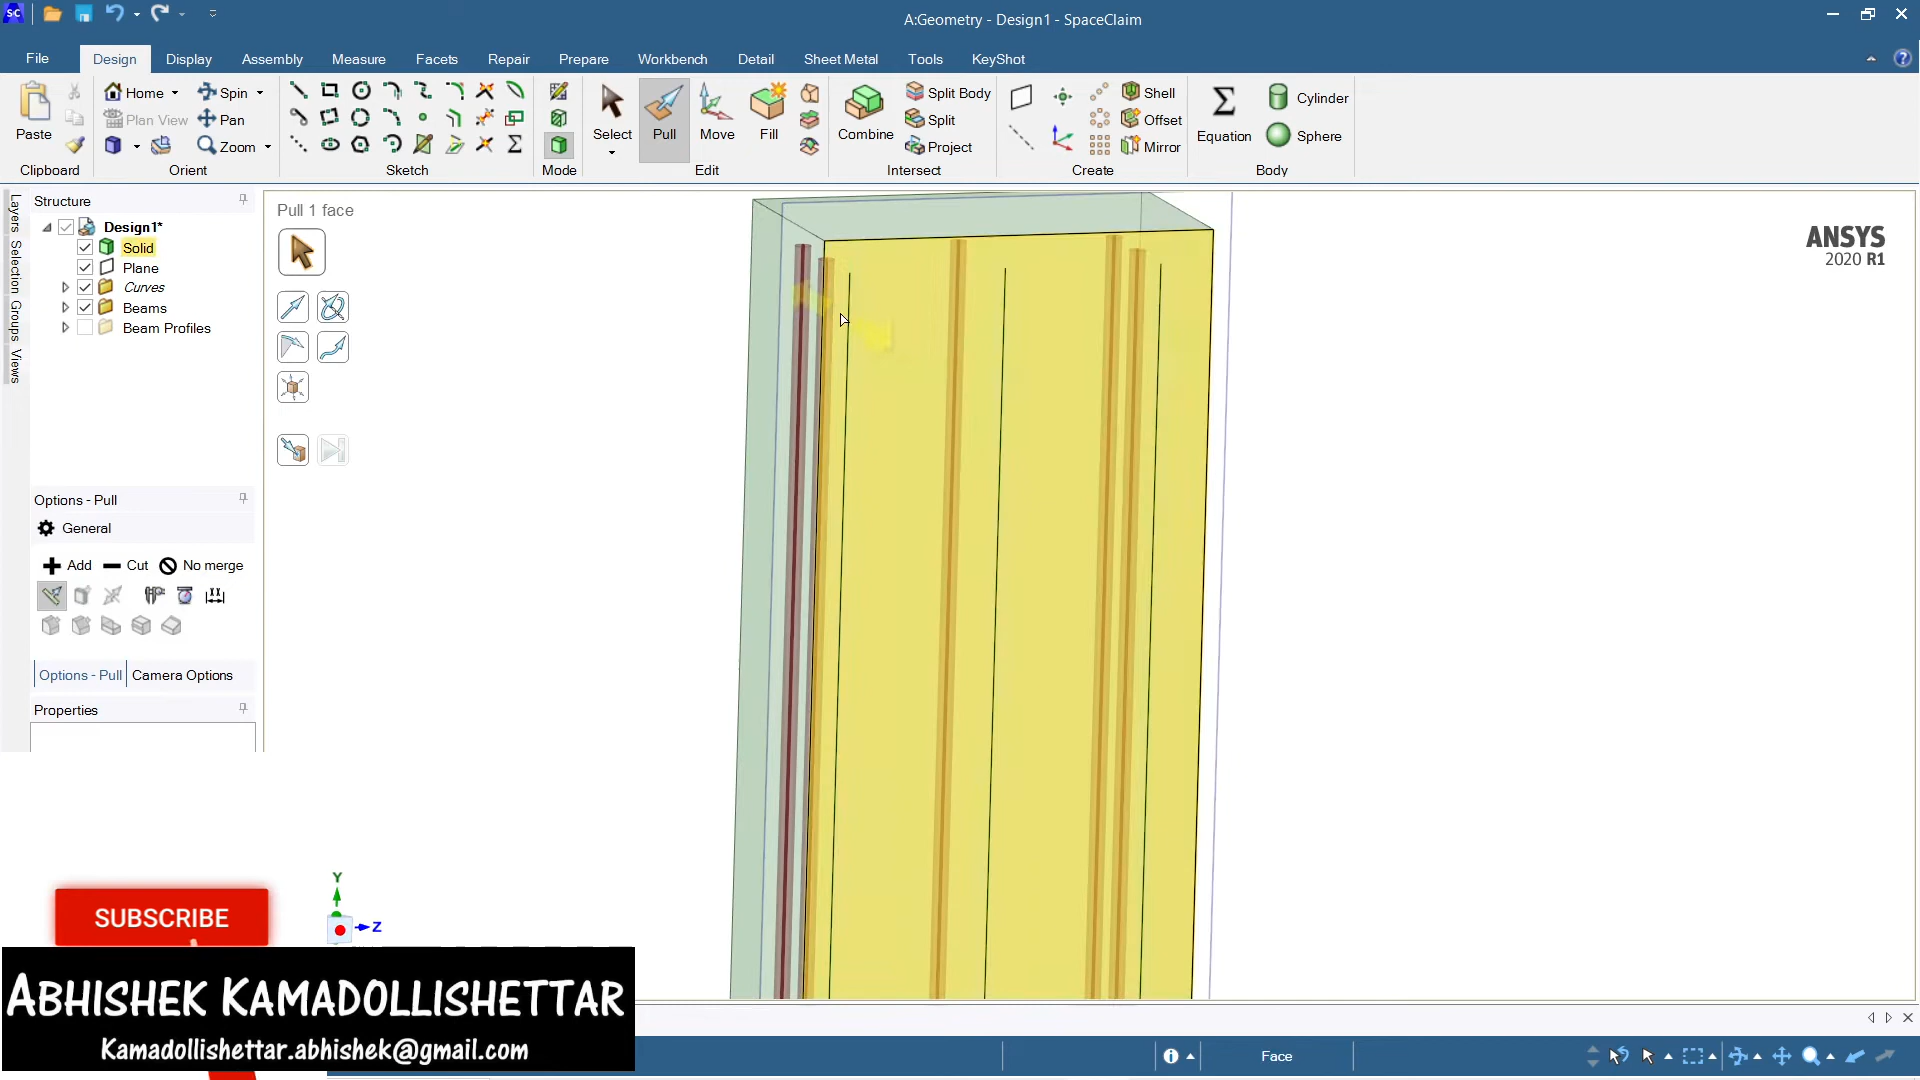 SC
A:Geometry - Design1 - SpaceClaim
File
Design
Display
Assembly
Measure
Facets
Repair
Prepare
Workbench
Detail
Sheet Metal
Tools
KeyShot
Paste
Home
Spin
Plan View
Pan
Zoom
Select
Pull
Move
Fill
Combine
Split Body
Split
Project
Shell
Offset
Mirror
Equation
Cylinder
Sphere
Clipboard
Orient
Sketch
Mode
Edit
Intersect
Create
Body
Layers
Selection
Groups
Views
Structure
Design1*
Solid
Plane
Curves
Beams
Beam Profiles
Pull 1 face
ANSYS
2020 R1
Options - Pull
General
Add
Cut
No merge
Options - Pull
Camera Options
Properties
Y
Z
SUBSCRIBE
ABHISHEK KAMADOLLISHETTAR
Kamadollishettar.abhishek@gmail.com
Face